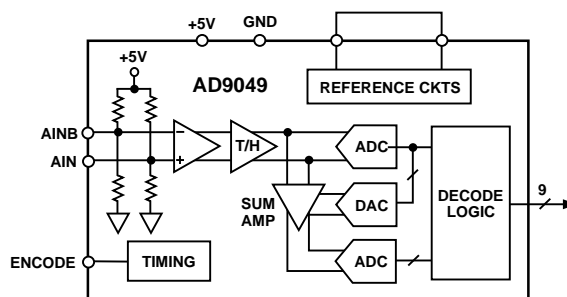 +5V
GND
+5V
AD9049
REFERENCE CKTS
AINB
AIN
−
+
T/H
ADC
SUM
AMP
DAC
DECODE
LOGIC
9
ADC
ENCODE
TIMING